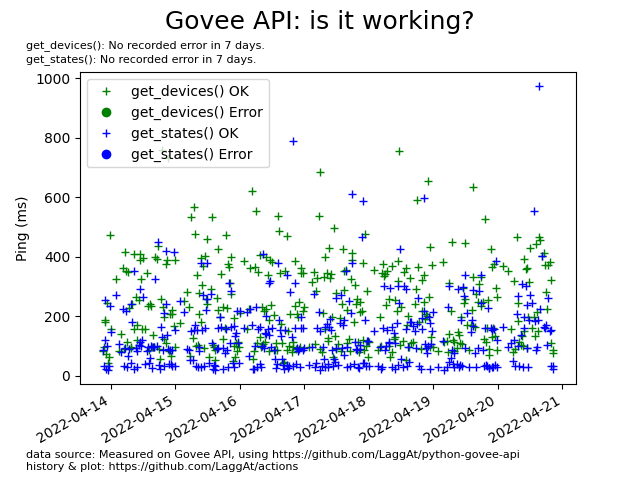 Govee API: is it working?
get_devices(): No recorded error in 7 days.
get_states(): No recorded error in 7 days.
get_devices() OK
get_devices() Error
get_states() OK
get_states() Error
Ping (ms)
1000
800
600
400
200
0
2022-04-14
2022-04-15
2022-04-16
2022-04-17
2022-04-18
2022-04-19
2022-04-20
2022-04-21
data source: Measured on Govee API, using https://github.com/LaggAt/python-govee-api
history & plot: https://github.com/LaggAt/actions